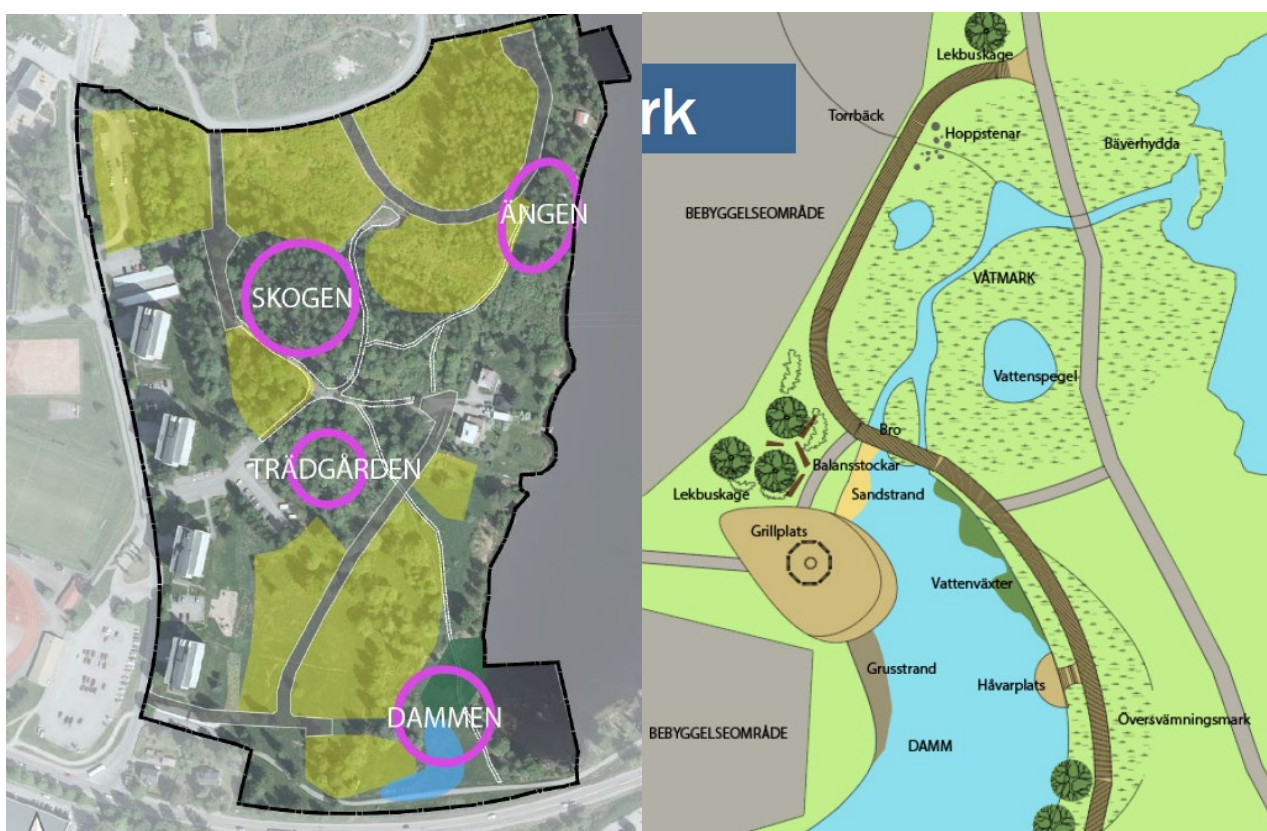 ÄNGEN
SKOGEN
TRÄDGÅRDEN
DAMMEN
rk
Lekbuskage
Torrbäck
Hoppstenar
Bäverhydda
BEBYGGELSEOMRÅDE
VÅTMARK
Vattenspegel
Bro
Balansstockar
Lekbuskage
Sandstrand
Grillplats
Vattenväxter
Grusstrand
Håvarplats
Översvämningsmark
BEBYGGELSEOMRÅDE
DAMM